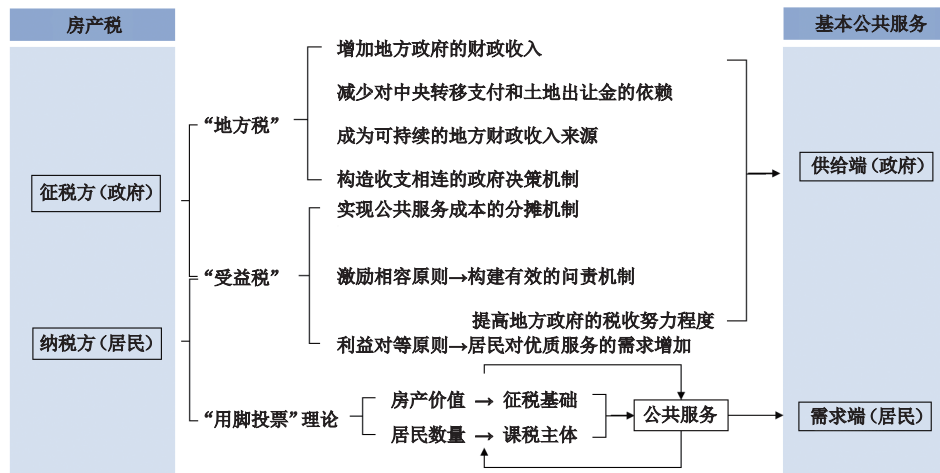 房产税
基本公共服务
增加地方政府的财政收入
减少对中央转移支付和土地出让金的依赖
“地方税”
成为可持续的地方财政收入来源
供给端(政府)
构造收支相连的政府决策机制
征税方(政府)
实现公共服务成本的分摊机制
“受益税”
激励相容原则→构建有效的问责机制
提高地方政府的税收努力程度
纳税方(居民)
利益对等原则→居民对优质服务的需求增加
“用脚投票”理论
房产价值→征税基础
公共服务
需求端(居民)
居民数量→课税主体